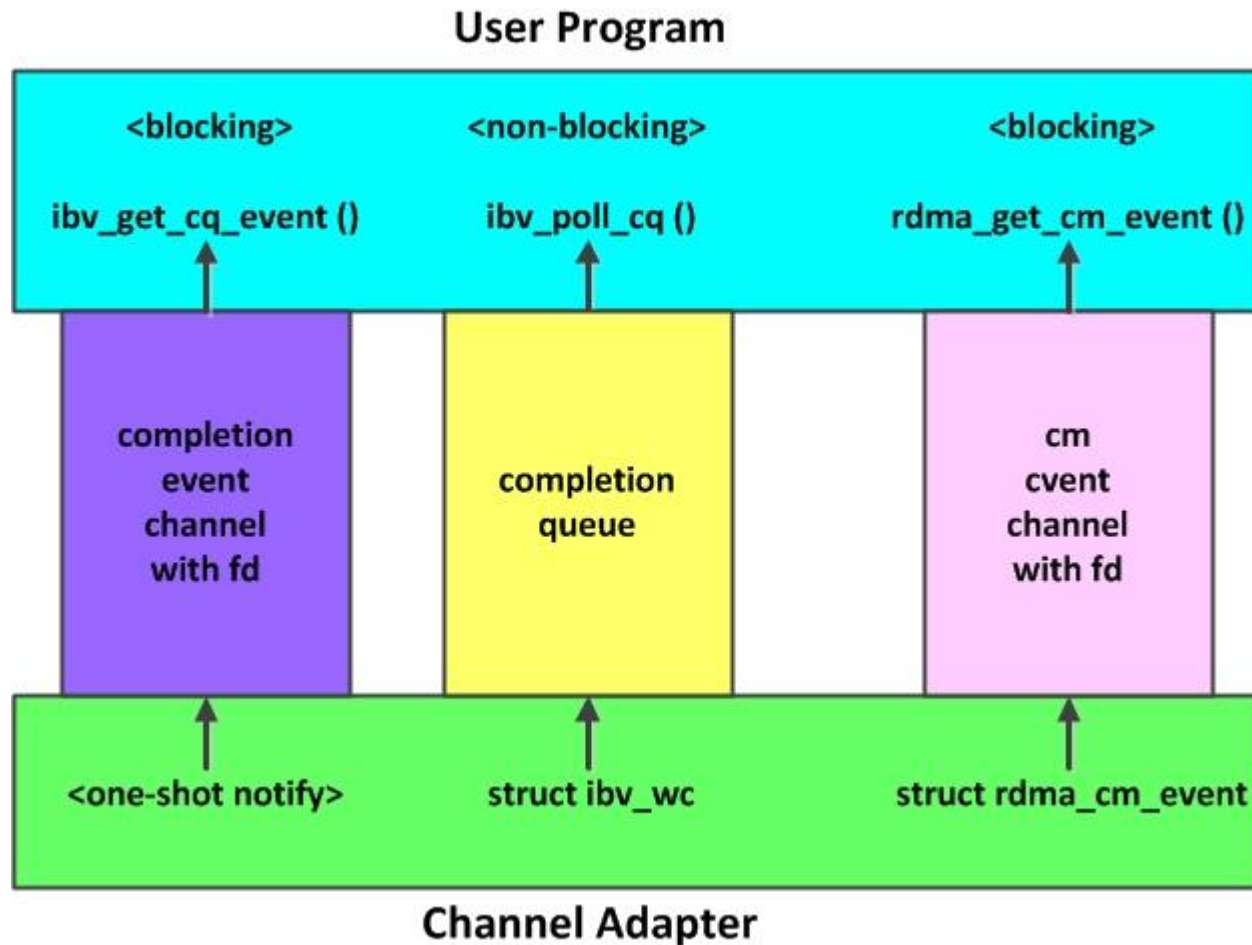 User Program
<blocking>
<non-blocking>
<blocking>
ibv_get_cq_event ()
ibv_poll_cq ()
rdma_get_cm_event ()
completion
event
channel
with fd
completion
queue
cm
cvent
channel
with fd
<one-shot notify>
struct ibv_wc
struct rdma_cm_event
Channel Adapter